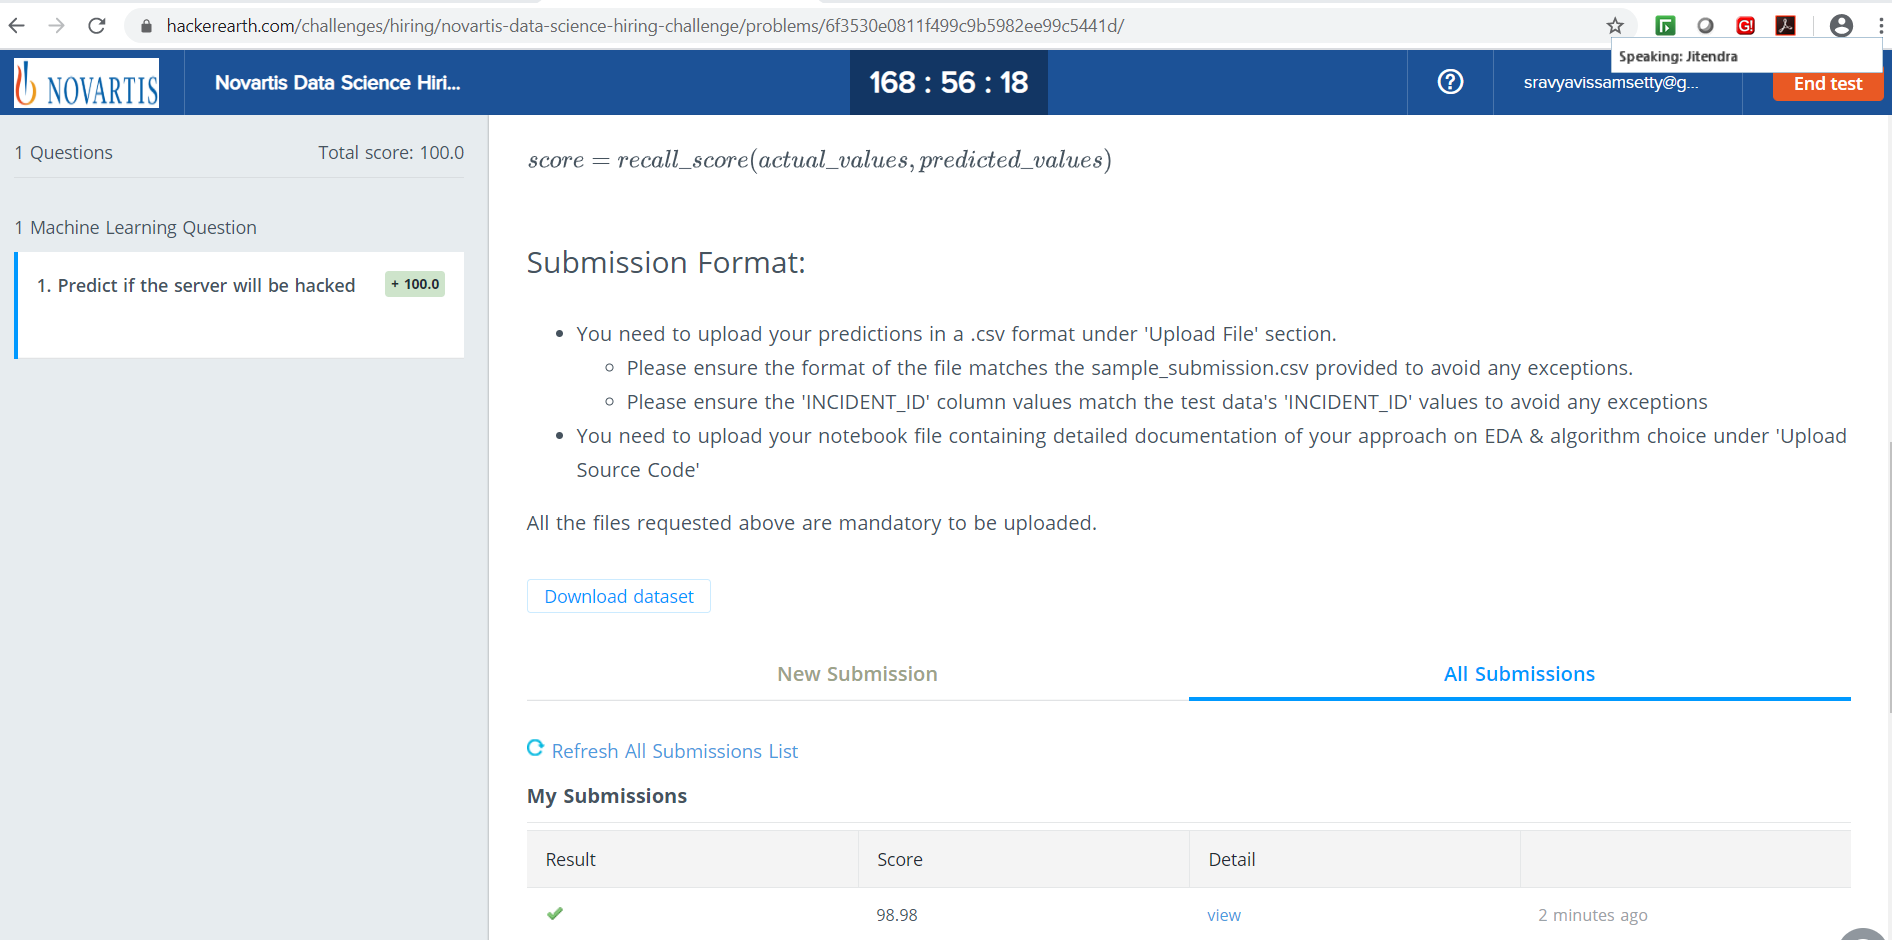 hackerearth.com/challenges/hiring/novartis-data-science-hiring-challenge/problems/6f3530e0811f499c9b5982ee99c5441d/
G!
Speaking: Jitendra
NOVARTIS
Novartis Data Science Hiri...
168 : 56 : 18
?
sravyavissamsetty@g...
End test
1 Questions
Total score: 100.0
1 Machine Learning Question
1. Predict if the server will be hacked
+ 100.0
score = recall_score(actual_values, predicted_values)
Submission Format:
• You need to upload your predictions in a .csv format under 'Upload File' section.
◦ Please ensure the format of the file matches the sample_submission.csv provided to avoid any exceptions.
◦ Please ensure the 'INCIDENT_ID' column values match the test data's 'INCIDENT_ID' values to avoid any exceptions
• You need to upload your notebook file containing detailed documentation of your approach on EDA & algorithm choice under 'Upload
Source Code'
All the files requested above are mandatory to be uploaded.
Download dataset
New Submission
All Submissions
Refresh All Submissions List
My Submissions
Result Score Detail
98.98 view 2 minutes ago